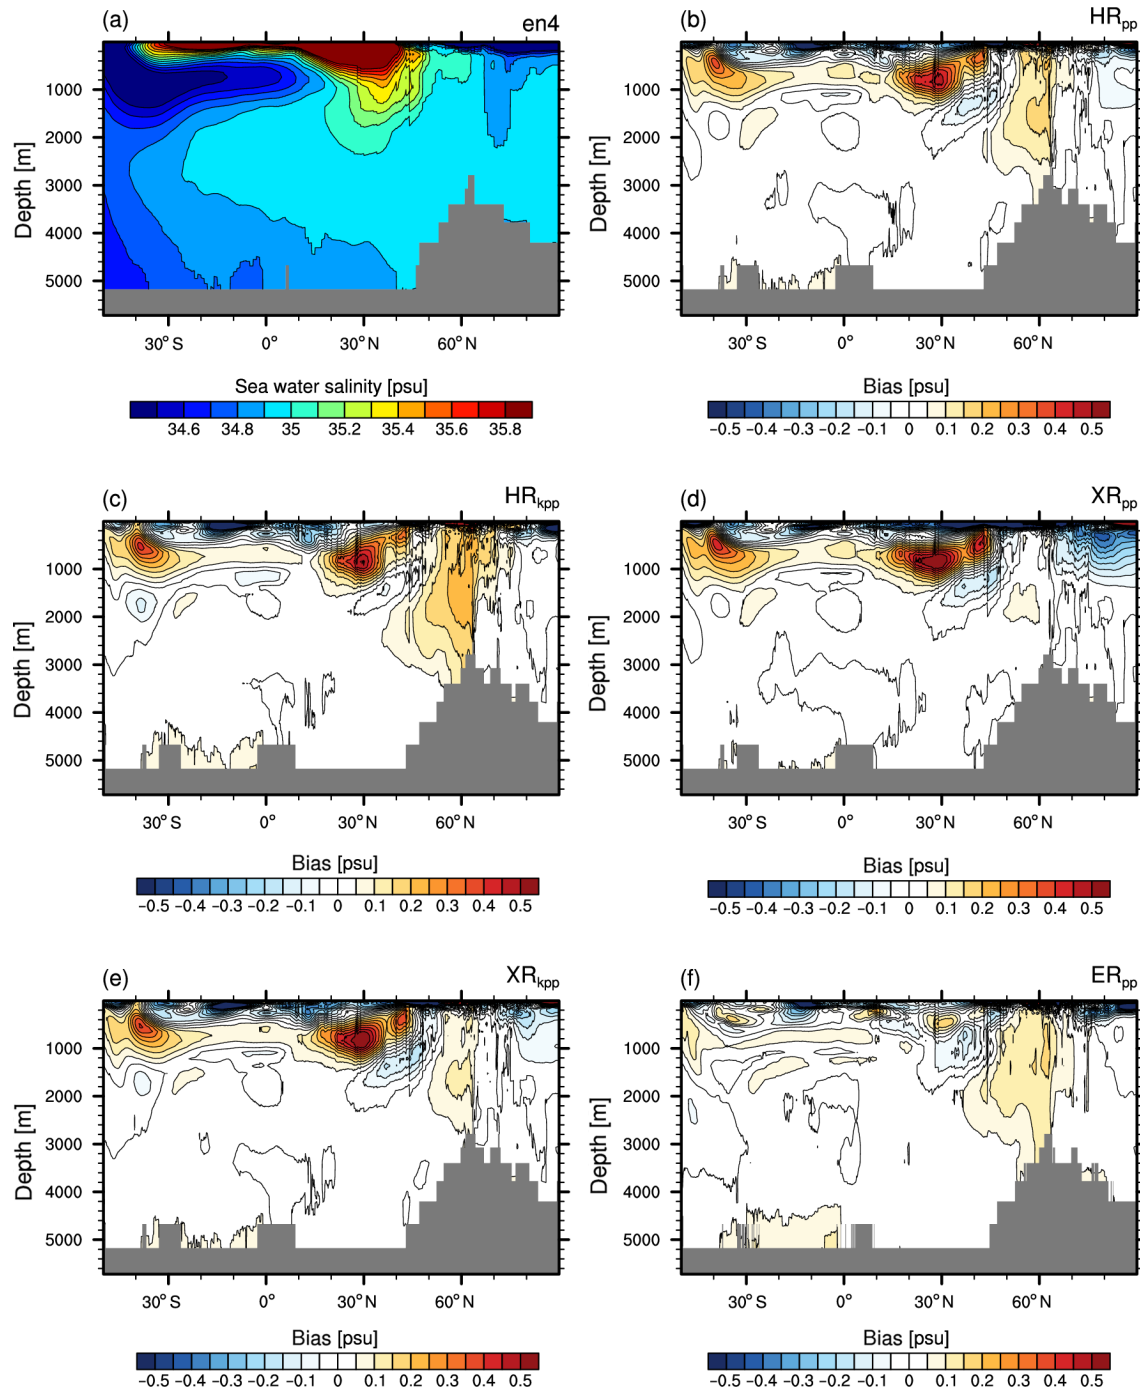 (a) en4
Depth [m]
1000
2000
3000
4000
5000
30° S 0° 30° N 60° N
Sea water salinity [psu]
34.6 34.8 35 35.2 35.4 35.6 35.8
(b) HRpp
Depth [m]
1000
2000
3000
4000
5000
30° S 0° 30° N 60° N
Bias [psu]
−0.5 −0.4 −0.3 −0.2 −0.1 0 0.1 0.2 0.3 0.4 0.5
(c) HRkpp
Depth [m]
1000
2000
3000
4000
5000
30° S 0° 30° N 60° N
Bias [psu]
−0.5 −0.4 −0.3 −0.2 −0.1 0 0.1 0.2 0.3 0.4 0.5
(d) XRpp
Depth [m]
1000
2000
3000
4000
5000
30° S 0° 30° N 60° N
Bias [psu]
−0.5 −0.4 −0.3 −0.2 −0.1 0 0.1 0.2 0.3 0.4 0.5
(e) XRkpp
Depth [m]
1000
2000
3000
4000
5000
30° S 0° 30° N 60° N
Bias [psu]
−0.5 −0.4 −0.3 −0.2 −0.1 0 0.1 0.2 0.3 0.4 0.5
(f) ERpp
Depth [m]
1000
2000
3000
4000
5000
30° S 0° 30° N 60° N
Bias [psu]
−0.5 −0.4 −0.3 −0.2 −0.1 0 0.1 0.2 0.3 0.4 0.5